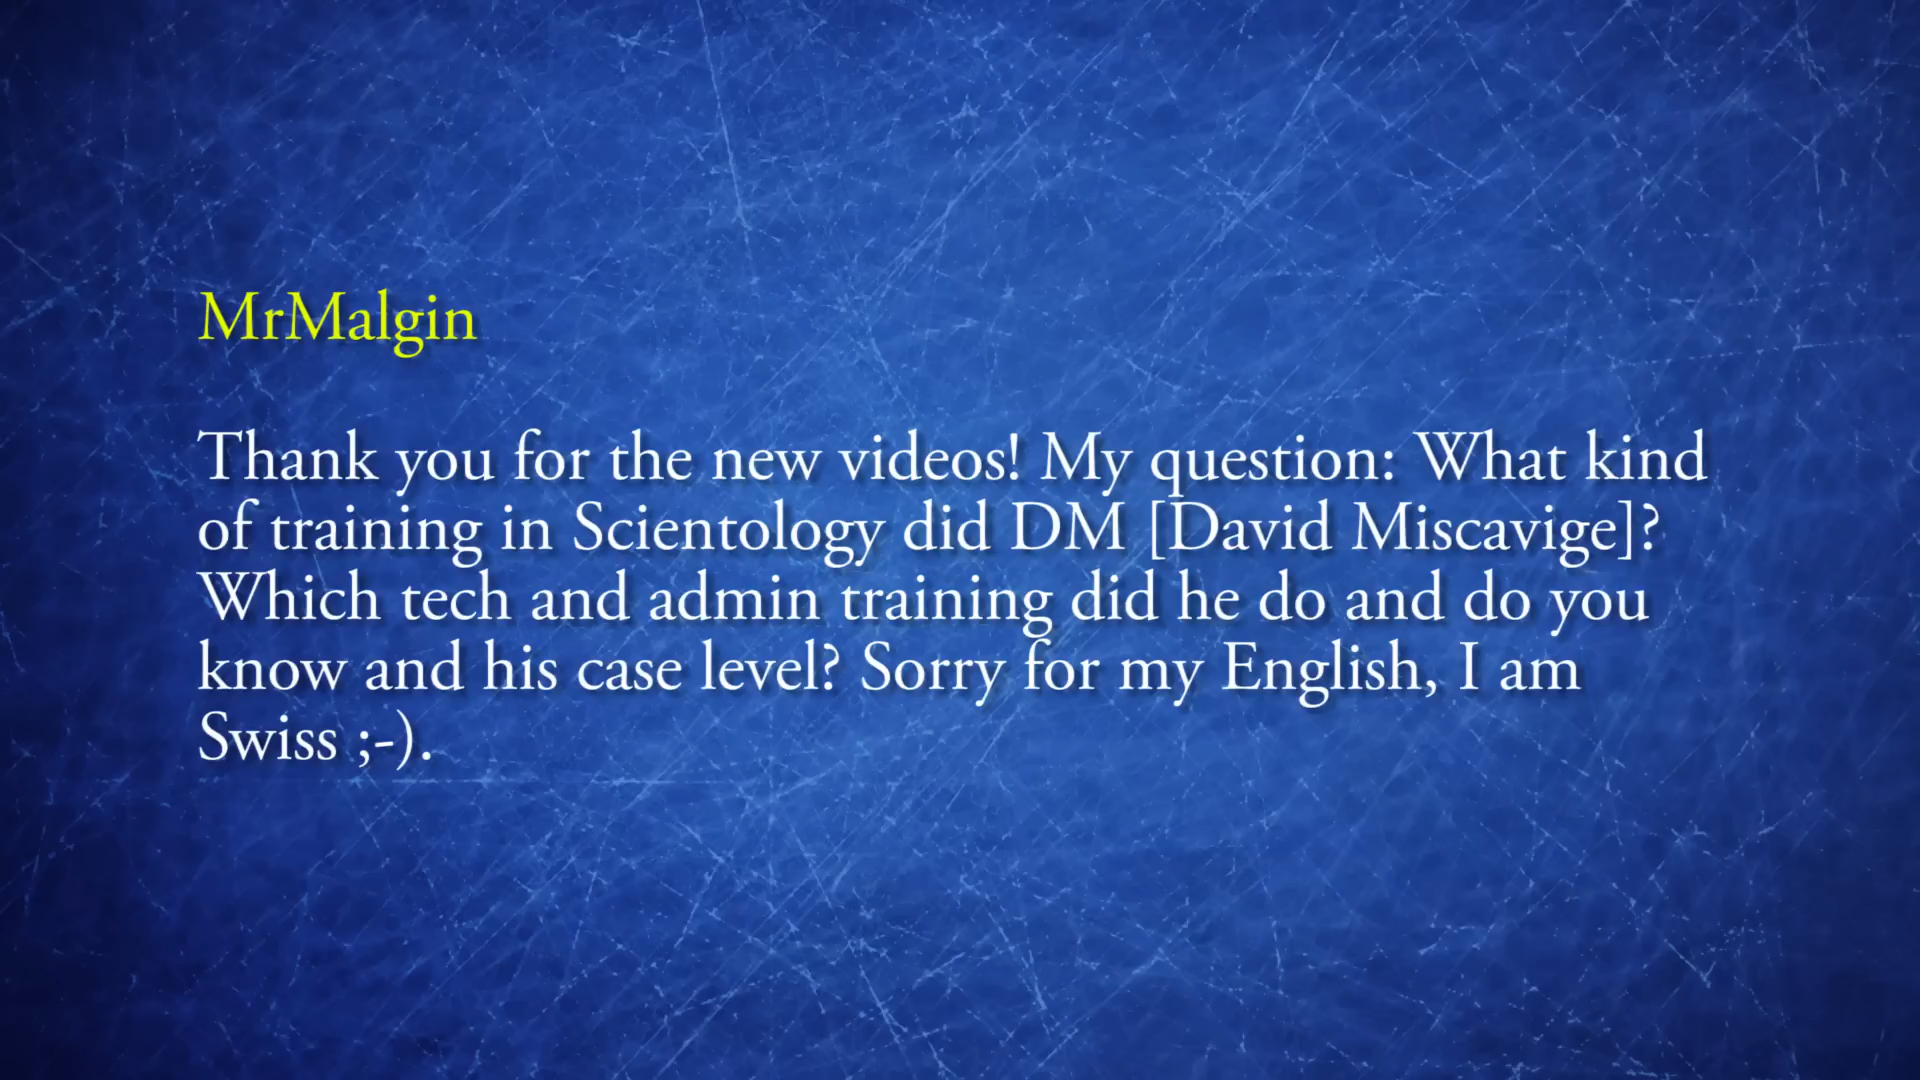 MrMalgin
Thank you for the new videos! My question: What kind
of training in Scientology did DM [David Miscavige]?
Which tech and admin training did he do and do you
know and his case level? Sorry for my English, I am
Swiss ;-).